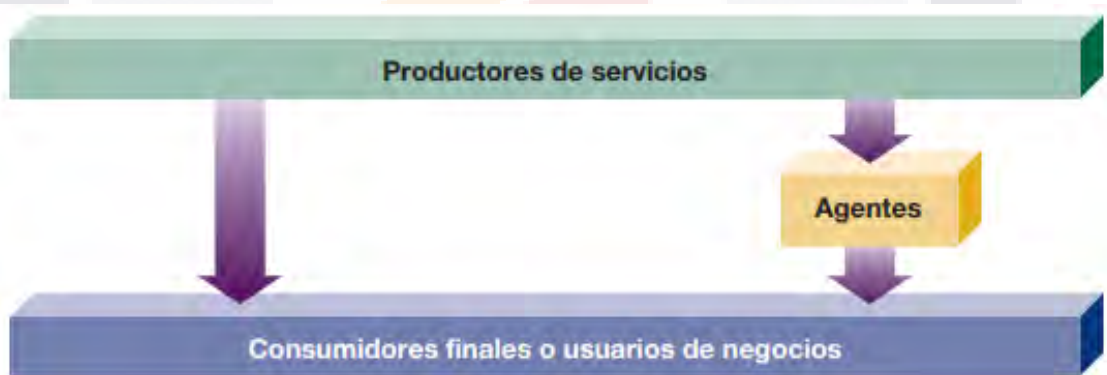 Productores de servicios
Agentes
Consumidores finales o usuarios de negocios